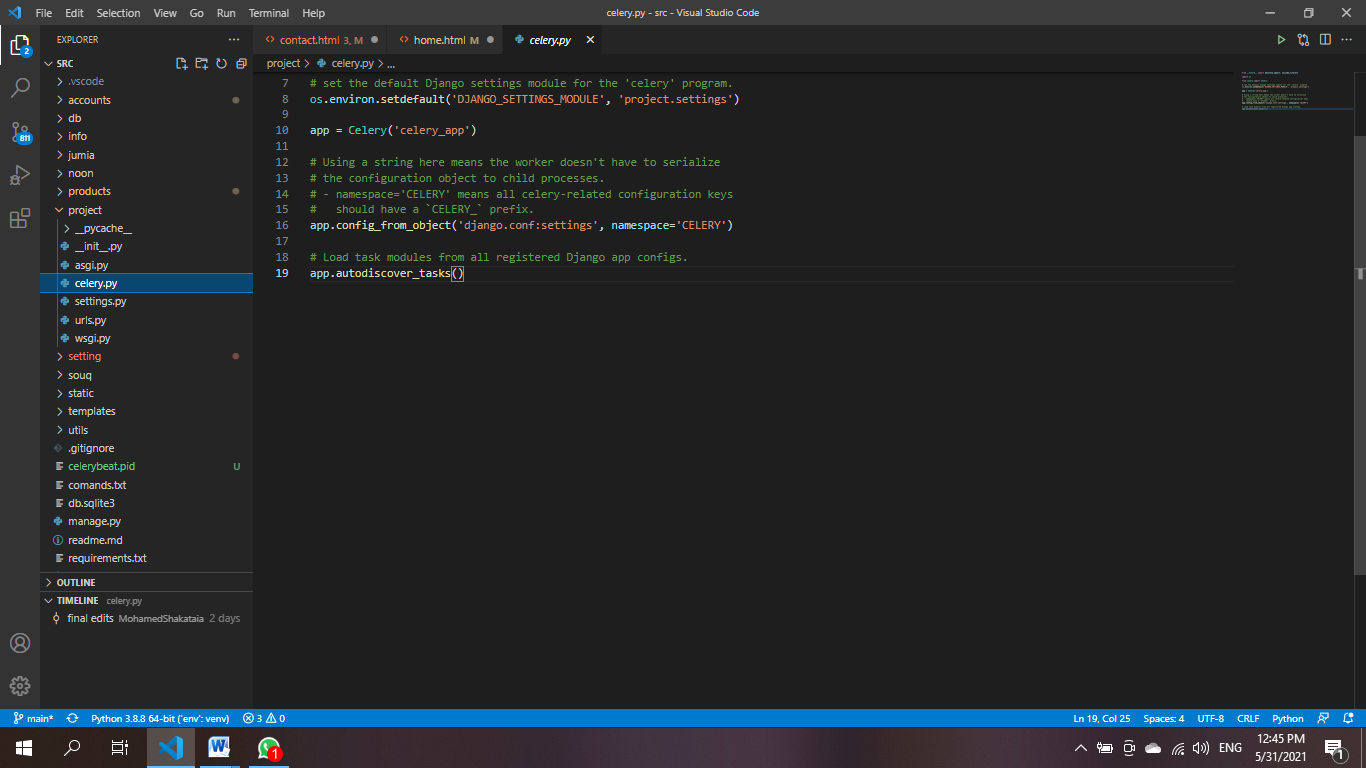 File Edit Selection View Go Run Terminal Help
celery.py - src - Visual Studio Code
EXPLORER
contact.html 3, M
home.html M
celery.py
SRC
project > celery.py > ...
.vscode
accounts
db
info
jumia
noon
products
project
__pycache__
__init__.py
asgi.py
celery.py
settings.py
urls.py
wsgi.py
setting
souq
static
templates
utils
.gitignore
celerybeat.pid U
comands.txt
db.sqlite3
manage.py
readme.md
requirements.txt
OUTLINE
TIMELINE celery.py
final edits MohamedShakataia 2 days
2
811
7 # set the default Django settings module for the 'celery' program.
8 os.environ.setdefault('DJANGO_SETTINGS_MODULE', 'project.settings')
9
10 app = Celery('celery_app')
11
12 # Using a string here means the worker doesn't have to serialize
13 # the configuration object to child processes.
14 # - namespace='CELERY' means all celery-related configuration keys
15 #   should have a `CELERY_` prefix.
16 app.config_from_object('django.conf:settings', namespace='CELERY')
17
18 # Load task modules from all registered Django app configs.
19 app.autodiscover_tasks()
main* Python 3.8.8 64-bit ('env': venv) 3 0
Ln 19, Col 25 Spaces: 4 UTF-8 CRLF Python
W 1 ENG 12:45 PM 1
5/31/2021